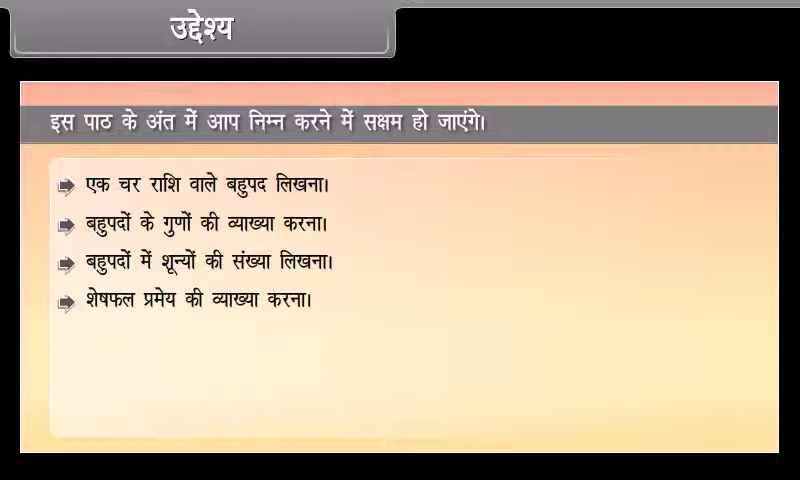 उद्देश्य
इस पाठ के अंत में आप निम्न करने में सक्षम हो जाएंगे।
एक चर राशि वाले बहुपद लिखना।
बहुपदों के गुणों की व्याख्या करना।
बहुपदों में शून्यों की संख्या लिखना।
शेषफल प्रमेय की व्याख्या करना।